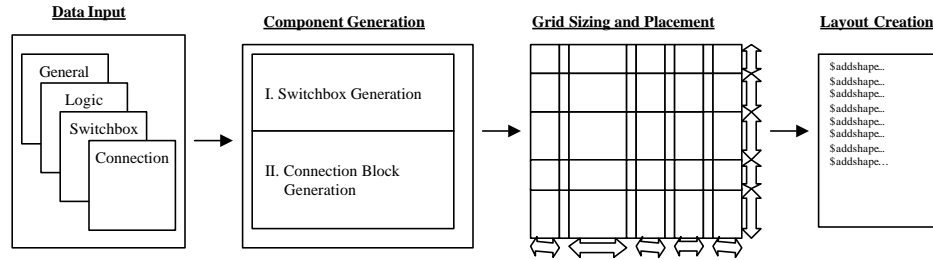 Data Input
Component Generation
Grid Sizing and Placement
Layout Creation
General
Logic
Switchbox
Connection
I. Switchbox Generation
II. Connection Block
Generation
$addshape...
$addshape...
$addshape...
$addshape...
$addshape...
$addshape...
$addshape...
$addshape...